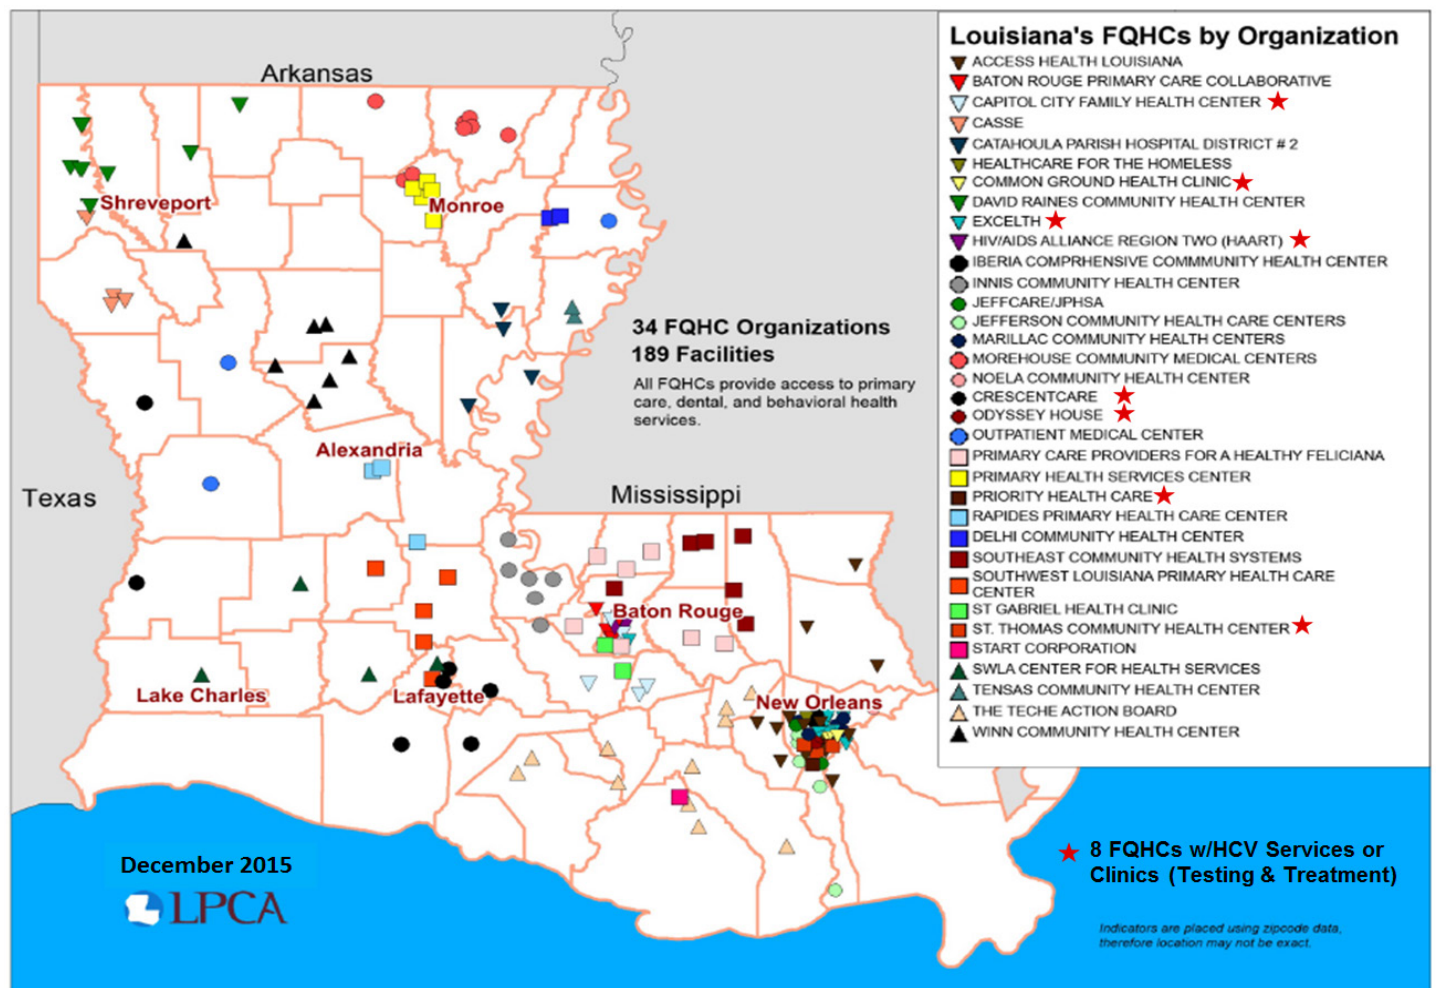 Arkansas
Shreveport
Monroe
34 FQHC Organizations
189 Facilities
All FQHCs provide access to primary
care, dental, and behavioral health
services.
Alexandria
Texas
Mississippi
Baton Rouge
Lake Charles
Lafayette
New Orleans
December 2015
LPCA
Louisiana's FQHCs by Organization
ACCESS HEALTH LOUISIANA
BATON ROUGE PRIMARY CARE COLLABORATIVE
CAPITOL CITY FAMILY HEALTH CENTER
CASSE
CATAHOULA PARISH HOSPITAL DISTRICT # 2
HEALTHCARE FOR THE HOMELESS
COMMON GROUND HEALTH CLINIC
DAVID RAINES COMMUNITY HEALTH CENTER
EXCELTH
HIV/AIDS ALLIANCE REGION TWO (HAART)
IBERIA COMPRHENSIVE COMMMUNITY HEALTH CENTER
INNIS COMMUNITY HEALTH CENTER
JEFFCARE/JPHSA
JEFFERSON COMMUNITY HEALTH CARE CENTERS
MARILLAC COMMUNITY HEALTH CENTERS
MOREHOUSE COMMUNITY MEDICAL CENTERS
NOELA COMMUNITY HEALTH CENTER
CRESCENTCARE
ODYSSEY HOUSE
OUTPATIENT MEDICAL CENTER
PRIMARY CARE PROVIDERS FOR A HEALTHY FELICIANA
PRIMARY HEALTH SERVICES CENTER
PRIORITY HEALTH CARE
RAPIDES PRIMARY HEALTH CARE CENTER
DELHI COMMUNITY HEALTH CENTER
SOUTHEAST COMMUNITY HEALTH SYSTEMS
SOUTHWEST LOUISIANA PRIMARY HEALTH CARE
CENTER
ST GABRIEL HEALTH CLINIC
ST. THOMAS COMMUNITY HEALTH CENTER
START CORPORATION
SWLA CENTER FOR HEALTH SERVICES
TENSAS COMMUNITY HEALTH CENTER
THE TECHE ACTION BOARD
WINN COMMUNITY HEALTH CENTER
8 FQHCs w/HCV Services or
Clinics (Testing & Treatment)
Indicators are placed using zipcode data,
therefore location may not be exact.